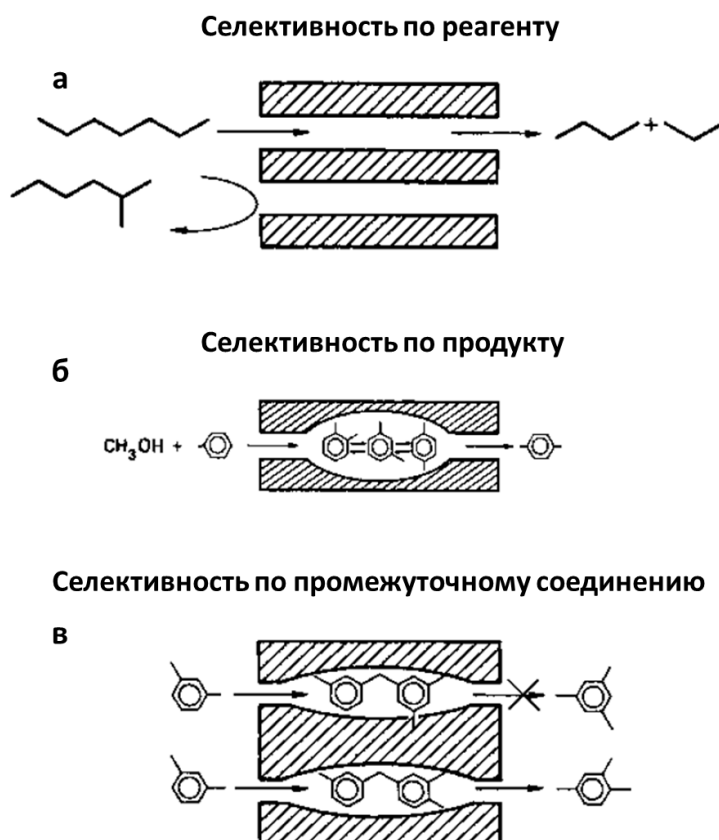 Селективность по реагенту
а
+
Селективность по продукту
б
CH₃OH +
Селективность по промежуточному соединению
в